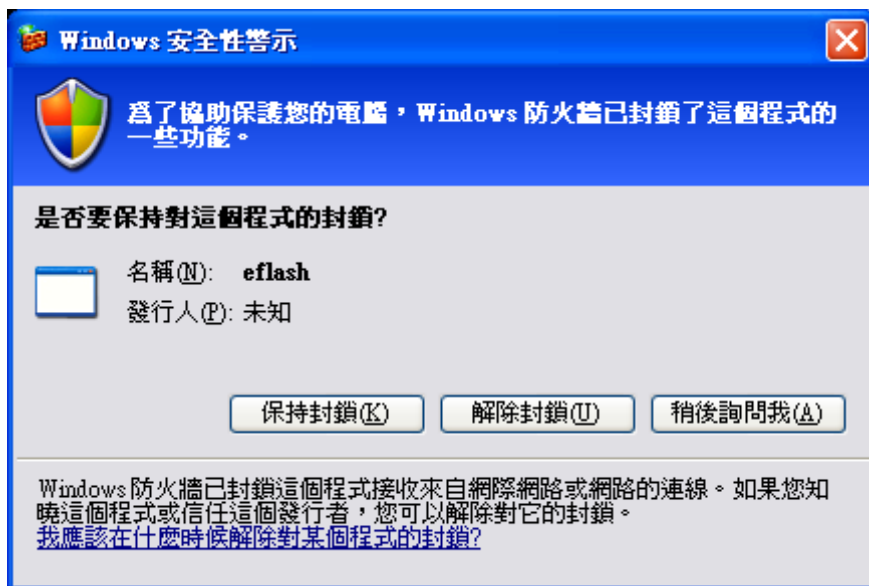 Windows 安全性警示
為了協助保護您的電腦，Windows 防火牆已封鎖了這個程式的
一些功能。
是否要保持對這個程式的封鎖?
名稱(N): eflash
發行人(P): 未知
保持封鎖(K) 解除封鎖(U) 稍後詢問我(A)
Windows 防火牆已封鎖這個程式接收來自網際網路或網路的連線。如果您知
曉這個程式或信任這個發行者，您可以解除對它的封鎖。
我應該在什麼時候解除對某個程式的封鎖?